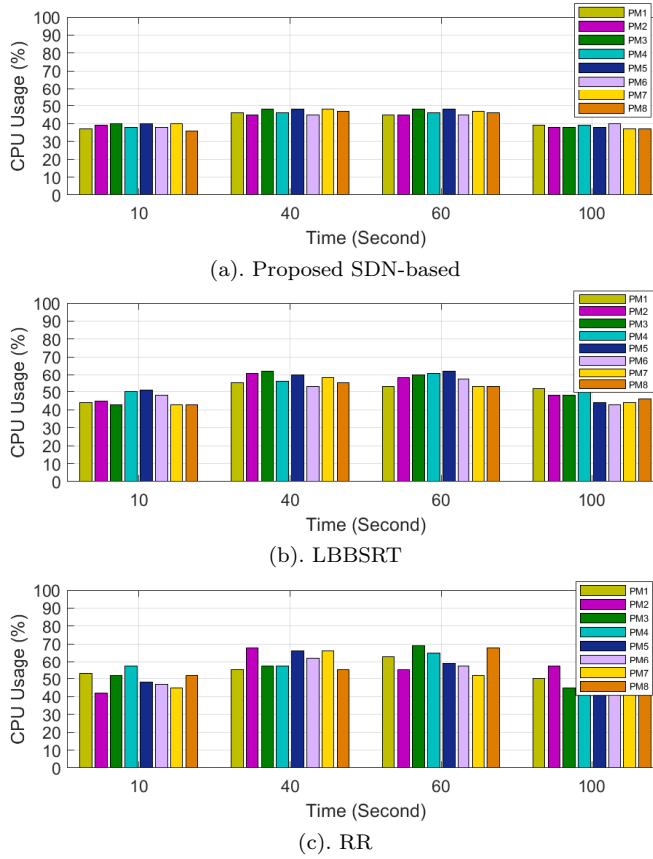 100
90
80
70
60
50
40
30
20
10
0
CPU Usage (%)
PM1
PM2
PM3
PM4
PM5
PM6
PM7
PM8
10 40 60 100
Time (Second)
(a). Proposed SDN-based
100
90
80
70
60
50
40
30
20
10
0
CPU Usage (%)
PM1
PM2
PM3
PM4
PM5
PM6
PM7
PM8
10 40 60 100
Time (Second)
(b). LBBSRT
100
90
80
70
60
50
40
30
20
10
0
CPU Usage (%)
PM1
PM2
PM3
PM4
PM5
PM6
PM7
PM8
10 40 60 100
Time (Second)
(c). RR